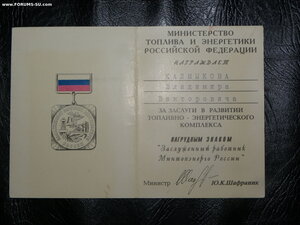 www.FORUMS-SU.com
МИНИСТЕРСТВО
ТОПЛИВА И ЭНЕРГЕТИКИ
РОССИЙСКОЙ ФЕДЕРАЦИИ
НАГРАЖДАЕТ
КАЛМЫКОВА
Владимира
Викторовича
ЗА ЗАСЛУГИ В РАЗВИТИИ
ТОПЛИВНО - ЭНЕРГЕТИЧЕСКОГО
КОМПЛЕКСА
НАГРУДНЫМ ЗНАКОМ
"Заслуженный работник
Минтопэнерго России"
Министр Ю.К.Шафраник